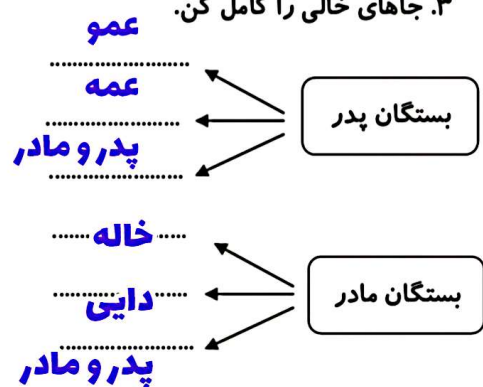 ۳. جاهای خالی را کامل کن.
بستگان پدر
عمو
عمه
پدر و مادر
بستگان مادر
خاله
دایی
پدر و مادر